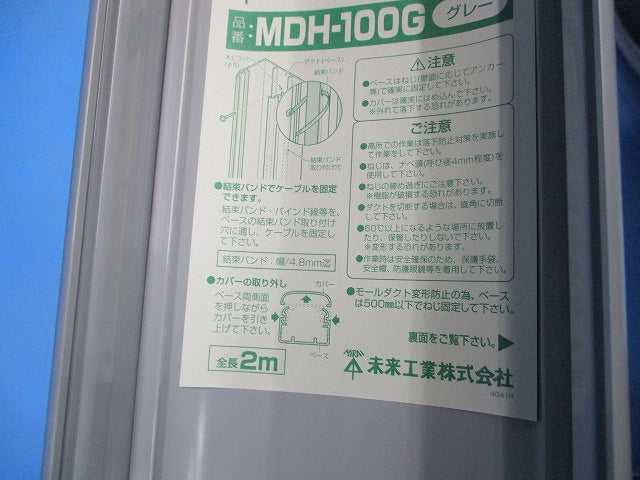 品番:MDH-100G
グレー
木ビス穴
(φ5)
ダクト(ベース)
結束バンド
結束バンド
取り付け穴
●結束バンドでケーブルを固定
できます。
結束バンド・バインド線等を、
ベースの結束バンド取り付け
穴に通し、ケーブルを固定し
て下さい。
結束バンド:幅/4.8mm迄
●カバーの取り外し
ベース両側面
を押しながら
カバーを引き
上げて下さい。
カバー
ベース
全長2m
⚠注意
●ベースはねじ(壁面に応じてアンカー
等)で確実に固定して下さい。
●カバーは確実にはめ込んで下さい。
※外れて落下する恐れがあります。
ご注意
●高所での作業は落下防止対策を実施し
て作業をして下さい。
●ねじは、ナベ頭(呼び径4mm程度)を
使用して下さい。
●ねじの締め過ぎにご注意下さい。
※樹脂が破損する恐れがあります。
●ダクトを切断する場合は、直角に切断
して下さい。
●60℃以上になるような場所に放置し
たり、保管したりしないで下さい。
※変形する恐れがあります。
●作業時は安全確保のため、保護手袋、
安全帽、防護眼鏡等を着用して下さい。
●モールダクト変形防止の為、ベース
は500mm以下でねじ固定して下さい。
裏面をご覧下さい。▶
MIRAI
未来工業株式会社
4041P